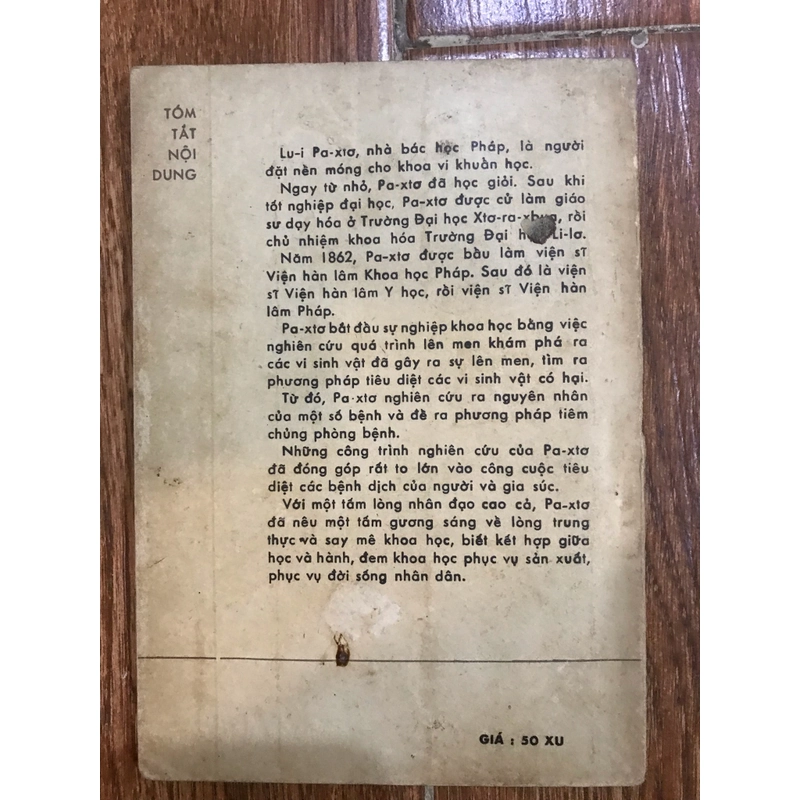 TÓM
TẮT
NỘI
DUNG
Lu-i Pa-xtơ, nhà bác học Pháp, là người
đặt nền móng cho khoa vi khuẩn học.
Ngay từ nhỏ, Pa-xtơ đã học giỏi. Sau khi
tốt nghiệp đại học, Pa-xtơ được cử làm giáo
sư dạy hóa ở Trường Đại học Xtơ-ra-xbua, rồi
chủ nhiệm khoa hóa Trường Đại học Li-lơ.
Năm 1862, Pa-xtơ được bầu làm viện sĩ
Viện hàn lâm Khoa học Pháp. Sau đó là viện
sĩ Viện hàn lâm Y học, rồi viện sĩ Viện hàn
lâm Pháp.
Pa-xtơ bắt đầu sự nghiệp khoa học bằng việc
nghiên cứu quá trình lên men khám phá ra
các vi sinh vật đã gây ra sự lên men, tìm ra
phương pháp tiêu diệt các vi sinh vật có hại.
Từ đó, Pa-xtơ nghiên cứu ra nguyên nhân
của một số bệnh và đề ra phương pháp tiêm
chủng phòng bệnh.
Những công trình nghiên cứu của Pa-xtơ
đã đóng góp rất to lớn vào công cuộc tiêu
diệt các bệnh dịch của người và gia súc.
Với một tấm lòng nhân đạo cao cả, Pa-xtơ
đã nêu một tấm gương sáng về lòng trung
thực và say mê khoa học, biết kết hợp giữa
học và hành, đem khoa học phục vụ sản xuất,
phục vụ đời sống nhân dân.
GIÁ : 50 XU